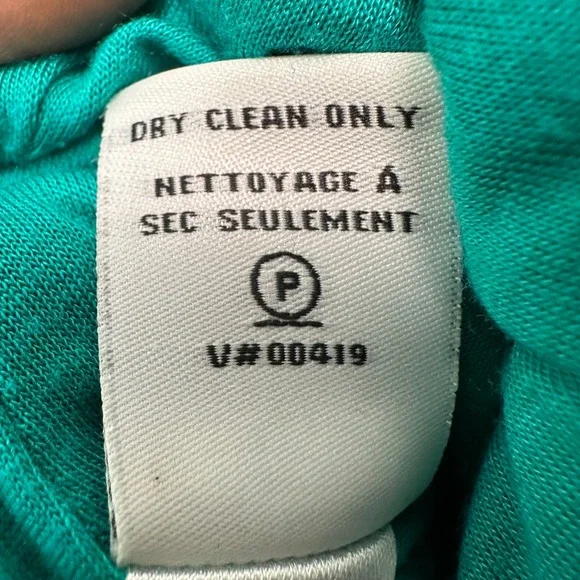 DRY CLEAN ONLY
NETTOYAGE Á
SEC SEULEMENT
P
V#00419